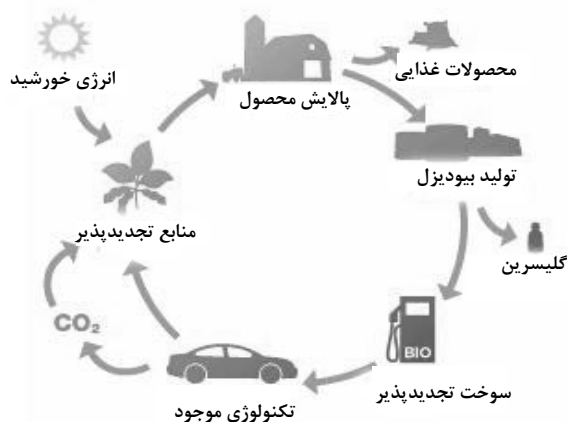 انرژی خورشید
پالایش محصول
محصولات غذایی
تولید بیودیزل
گلیسرین
BIO
سوخت تجدیدپذیر
تکنولوژی موجود
CO₂
منابع تجدیدپذیر